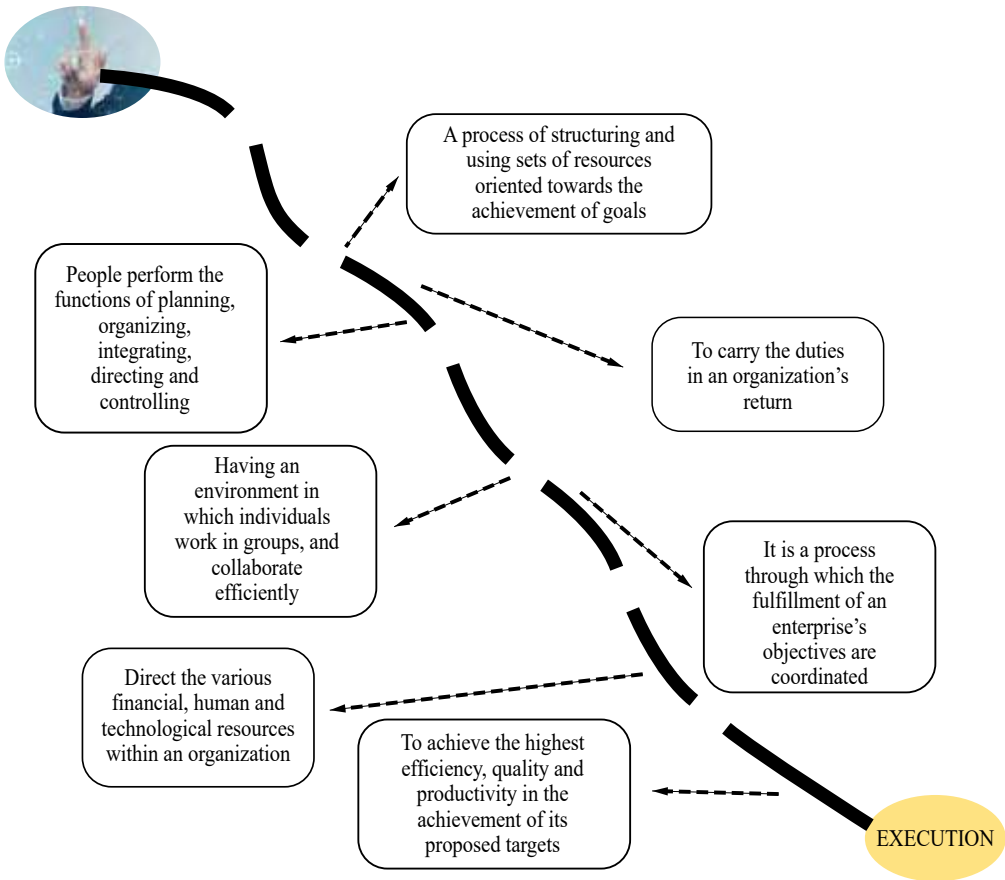 A process of structuring and
using sets of resources
oriented towards the
achievement of goals
People perform the
functions of planning,
organizing,
integrating,
directing and
controlling
To carry the duties
in an organization’s
return
Having an
environment in
which individuals
work in groups, and
collaborate
efficiently
It is a process
through which the
fulfillment of an
enterprise’s
objectives are
coordinated
Direct the various
financial, human and
technological resources
within an organization
To achieve the highest
efficiency, quality and
productivity in the
achievement of its
proposed targets
EXECUTION